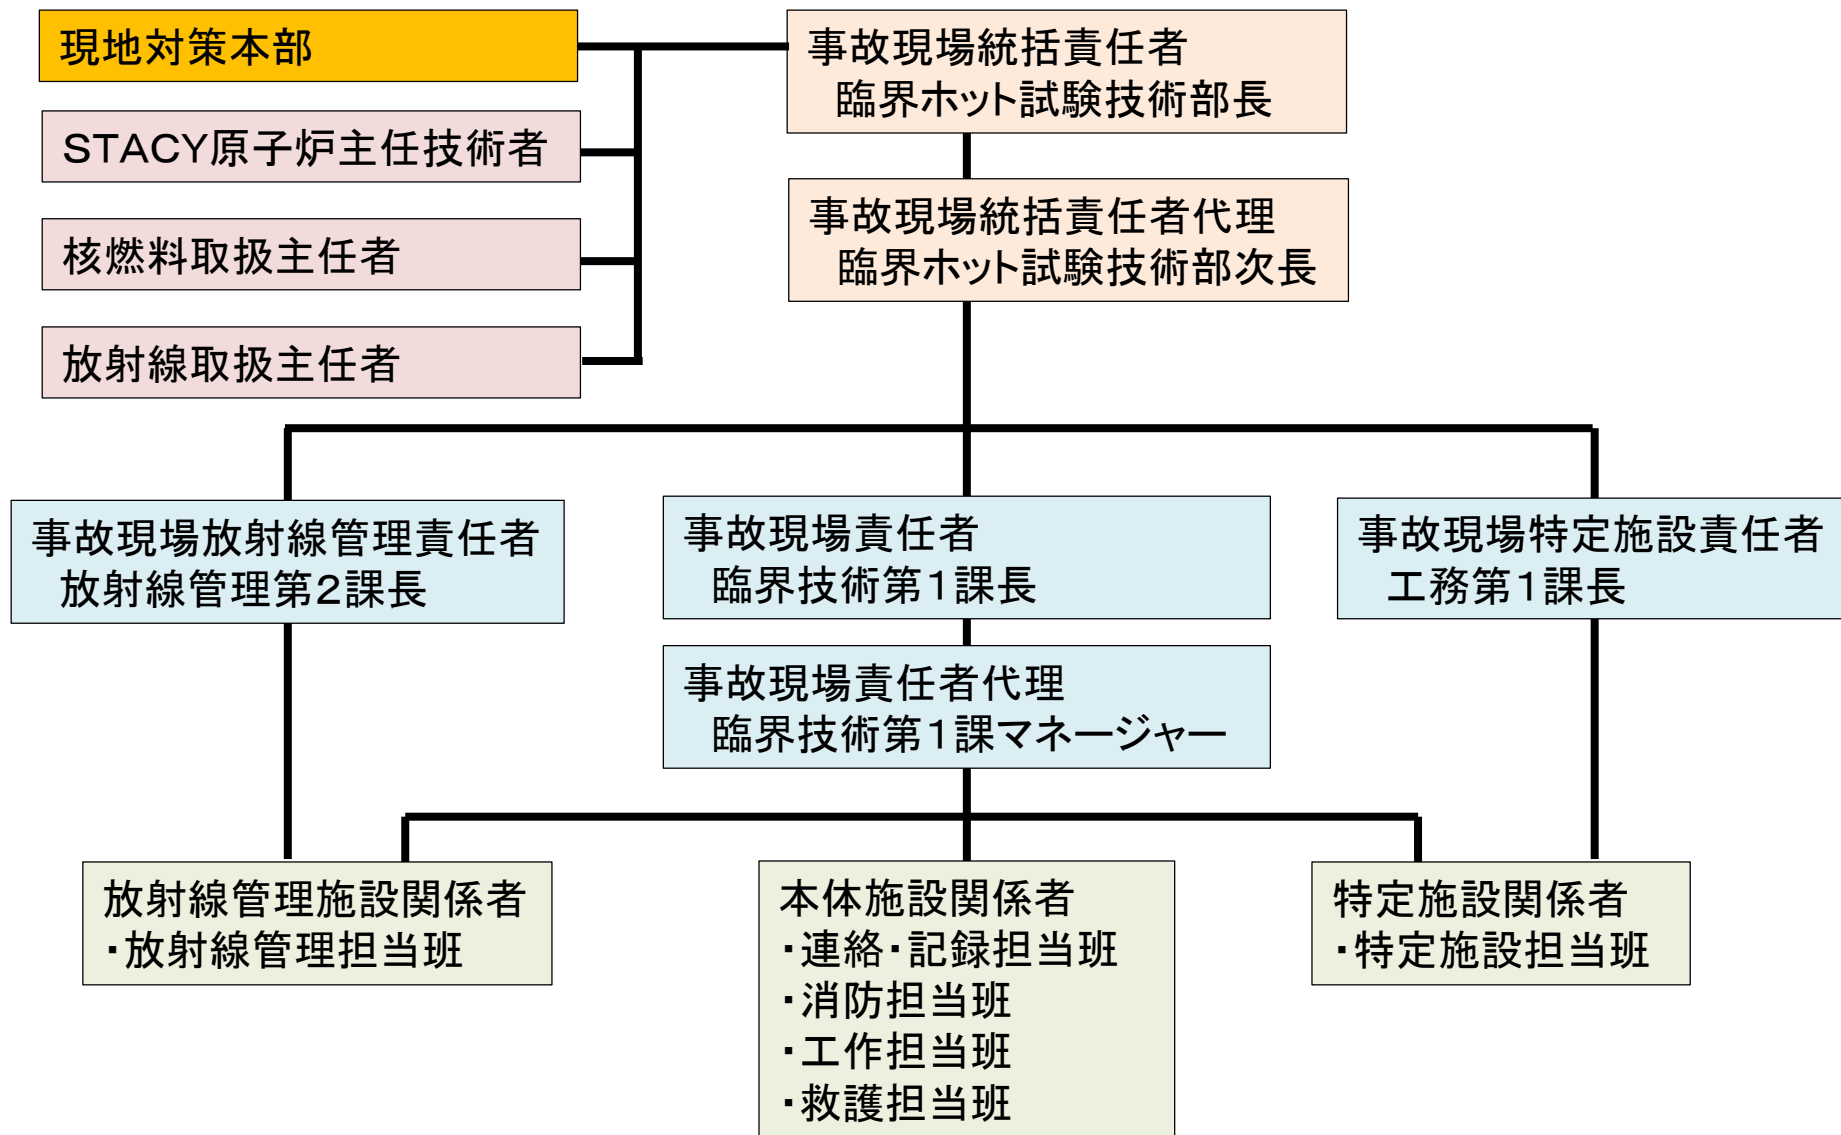 現地対策本部
STACY原子炉主任技術者
核燃料取扱主任者
放射線取扱主任者
事故現場統括責任者
臨界ホット試験技術部長
事故現場統括責任者代理
臨界ホット試験技術部次長
事故現場放射線管理責任者
放射線管理第2課長
事故現場責任者
臨界技術第1課長
事故現場責任者代理
臨界技術第1課マネージャー
事故現場特定施設責任者
工務第1課長
放射線管理施設関係者
・放射線管理担当班
本体施設関係者
・連絡・記録担当班
・消防担当班
・工作担当班
・救護担当班
特定施設関係者
・特定施設担当班